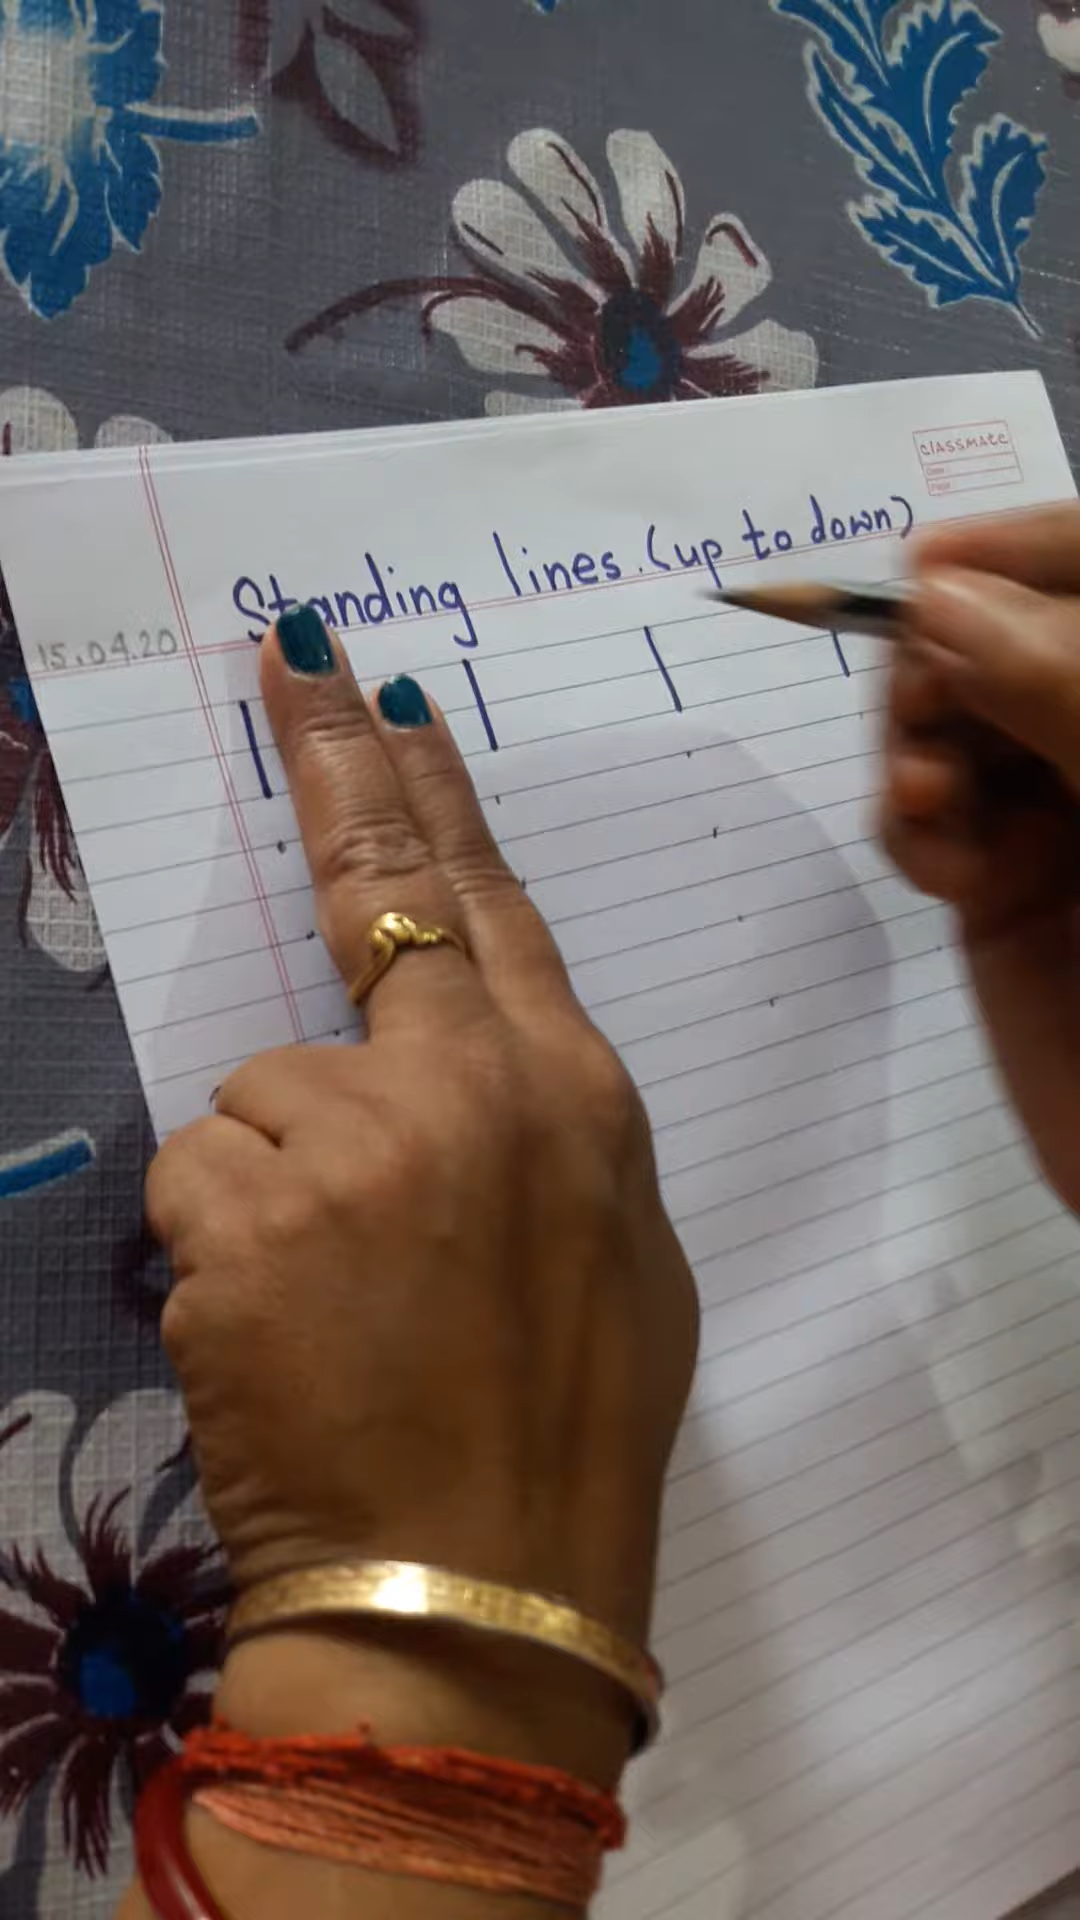 classmate
Date
Page
Standing lines. (up to down)
15.04.20